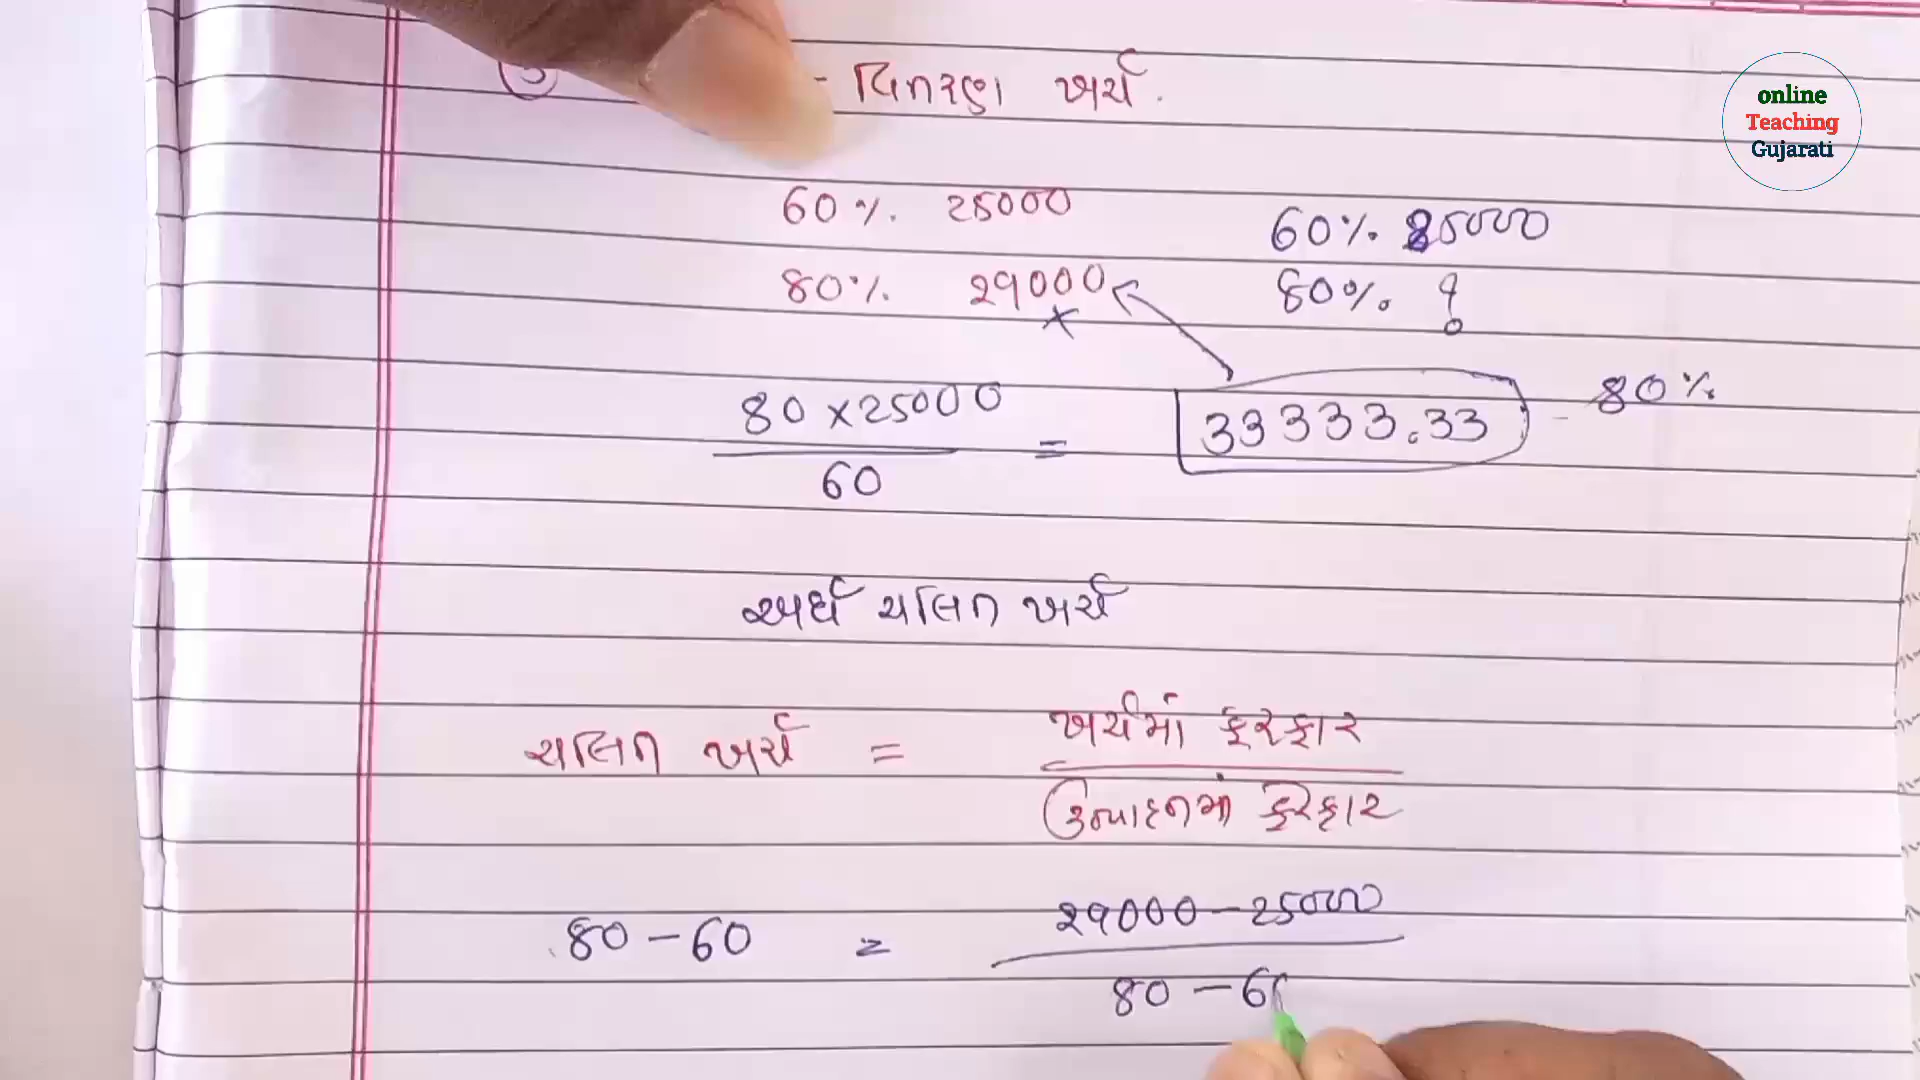 - વિતરણ ખર્ચ.
online
Teaching
Gujarati
60%. 25000
80%. 29000
60%. 25000
80%. ?
80 x 25000
60
= 33333.33 - 80%
અર્ધ ચલિત ખર્ચ
ચલિત ખર્ચ = ખર્ચમાં ફેરફાર
ઉત્પાદનમાં ફેરફાર
80 - 60 = 29000 - 25000
80 - 60